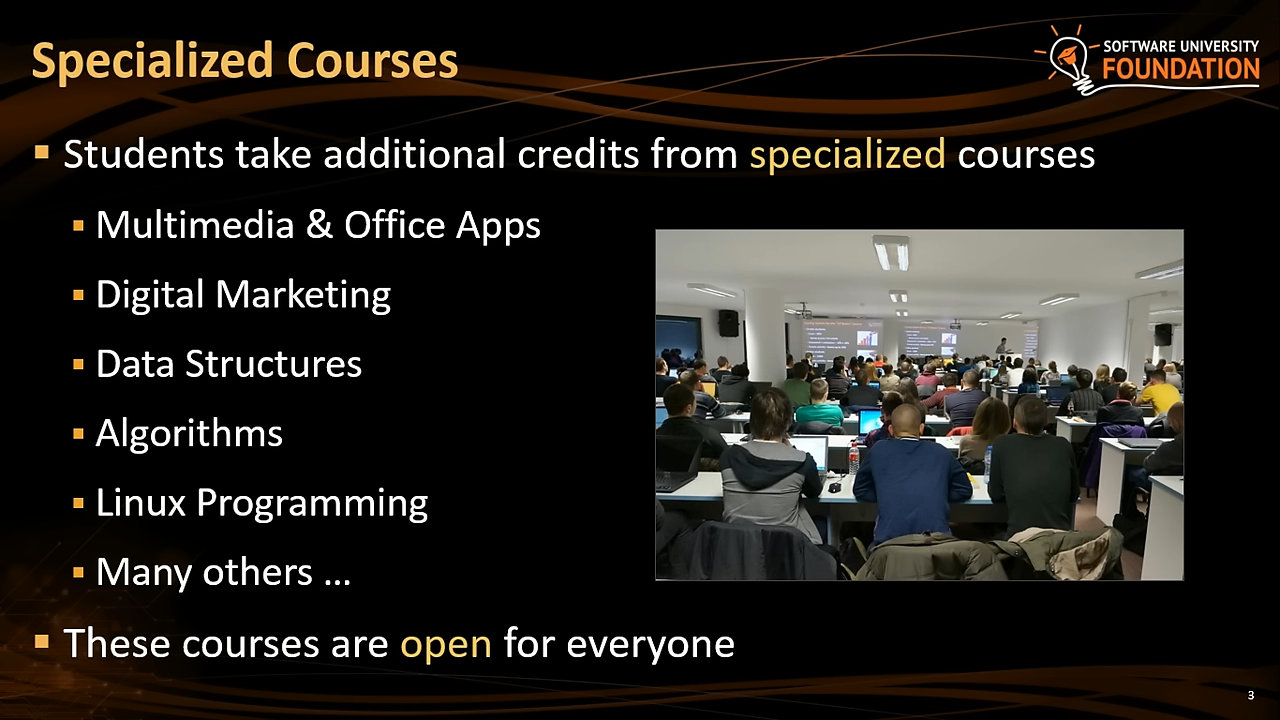 Specialized Courses
SOFTWARE UNIVERSITY
FOUNDATION
Students take additional credits from specialized courses
Multimedia & Office Apps
Digital Marketing
Data Structures
Algorithms
Linux Programming
Many others …
These courses are open for everyone
3